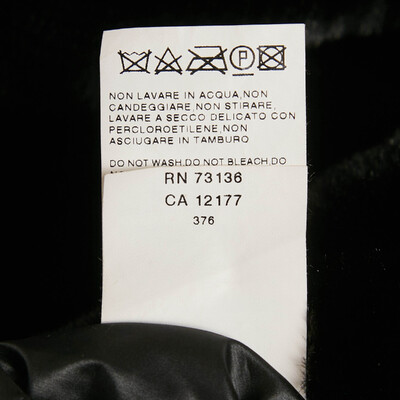 P
NON LAVARE IN ACQUA,NON
CANDEGGIARE,NON STIRARE,
LAVARE A SECCO DELICATO CON
PERCLOROETILENE,NON
ASCIUGARE IN TAMBURO
DO NOT WASH.DO NOT BLEACH.DO
RN 73136
CA 12177
376